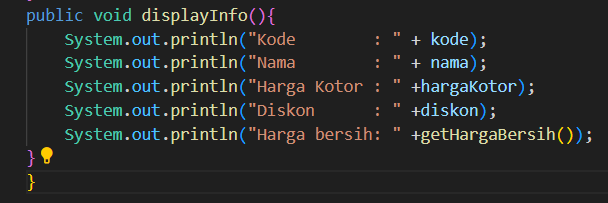 public void displayInfo(){
    System.out.println("Kode        : " + kode);
    System.out.println("Nama        : " + nama);
    System.out.println("Harga Kotor : " +hargaKotor);
    System.out.println("Diskon      : " +diskon);
    System.out.println("Harga bersih: " +getHargaBersih());
}
}